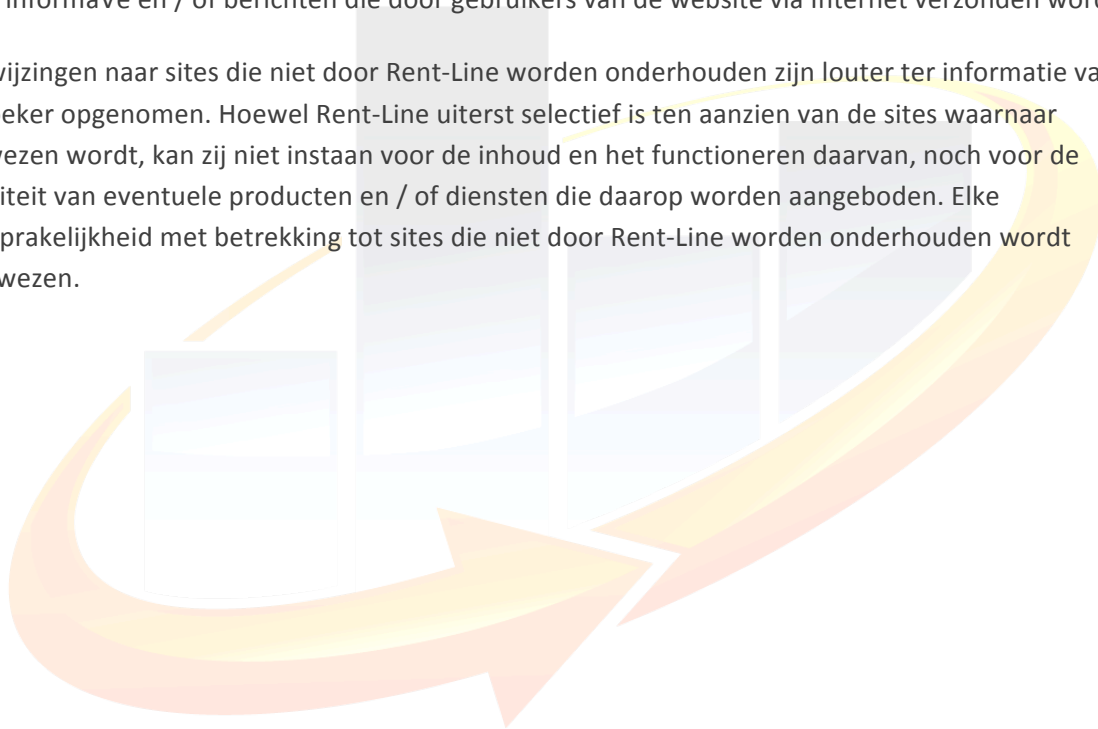 informave en / of berichten die door gebruikers van de website via Internet verzonden word
wijzingen naar sites die niet door Rent-Line worden onderhouden zijn louter ter informatie va
eker opgenomen. Hoewel Rent-Line uiterst selectief is ten aanzien van de sites waarnaar
wezen wordt, kan zij niet instaan voor de inhoud en het functioneren daarvan, noch voor de
iteit van eventuele producten en / of diensten die daarop worden aangeboden. Elke
prakelijkheid met betrekking tot sites die niet door Rent-Line worden onderhouden wordt
wezen.